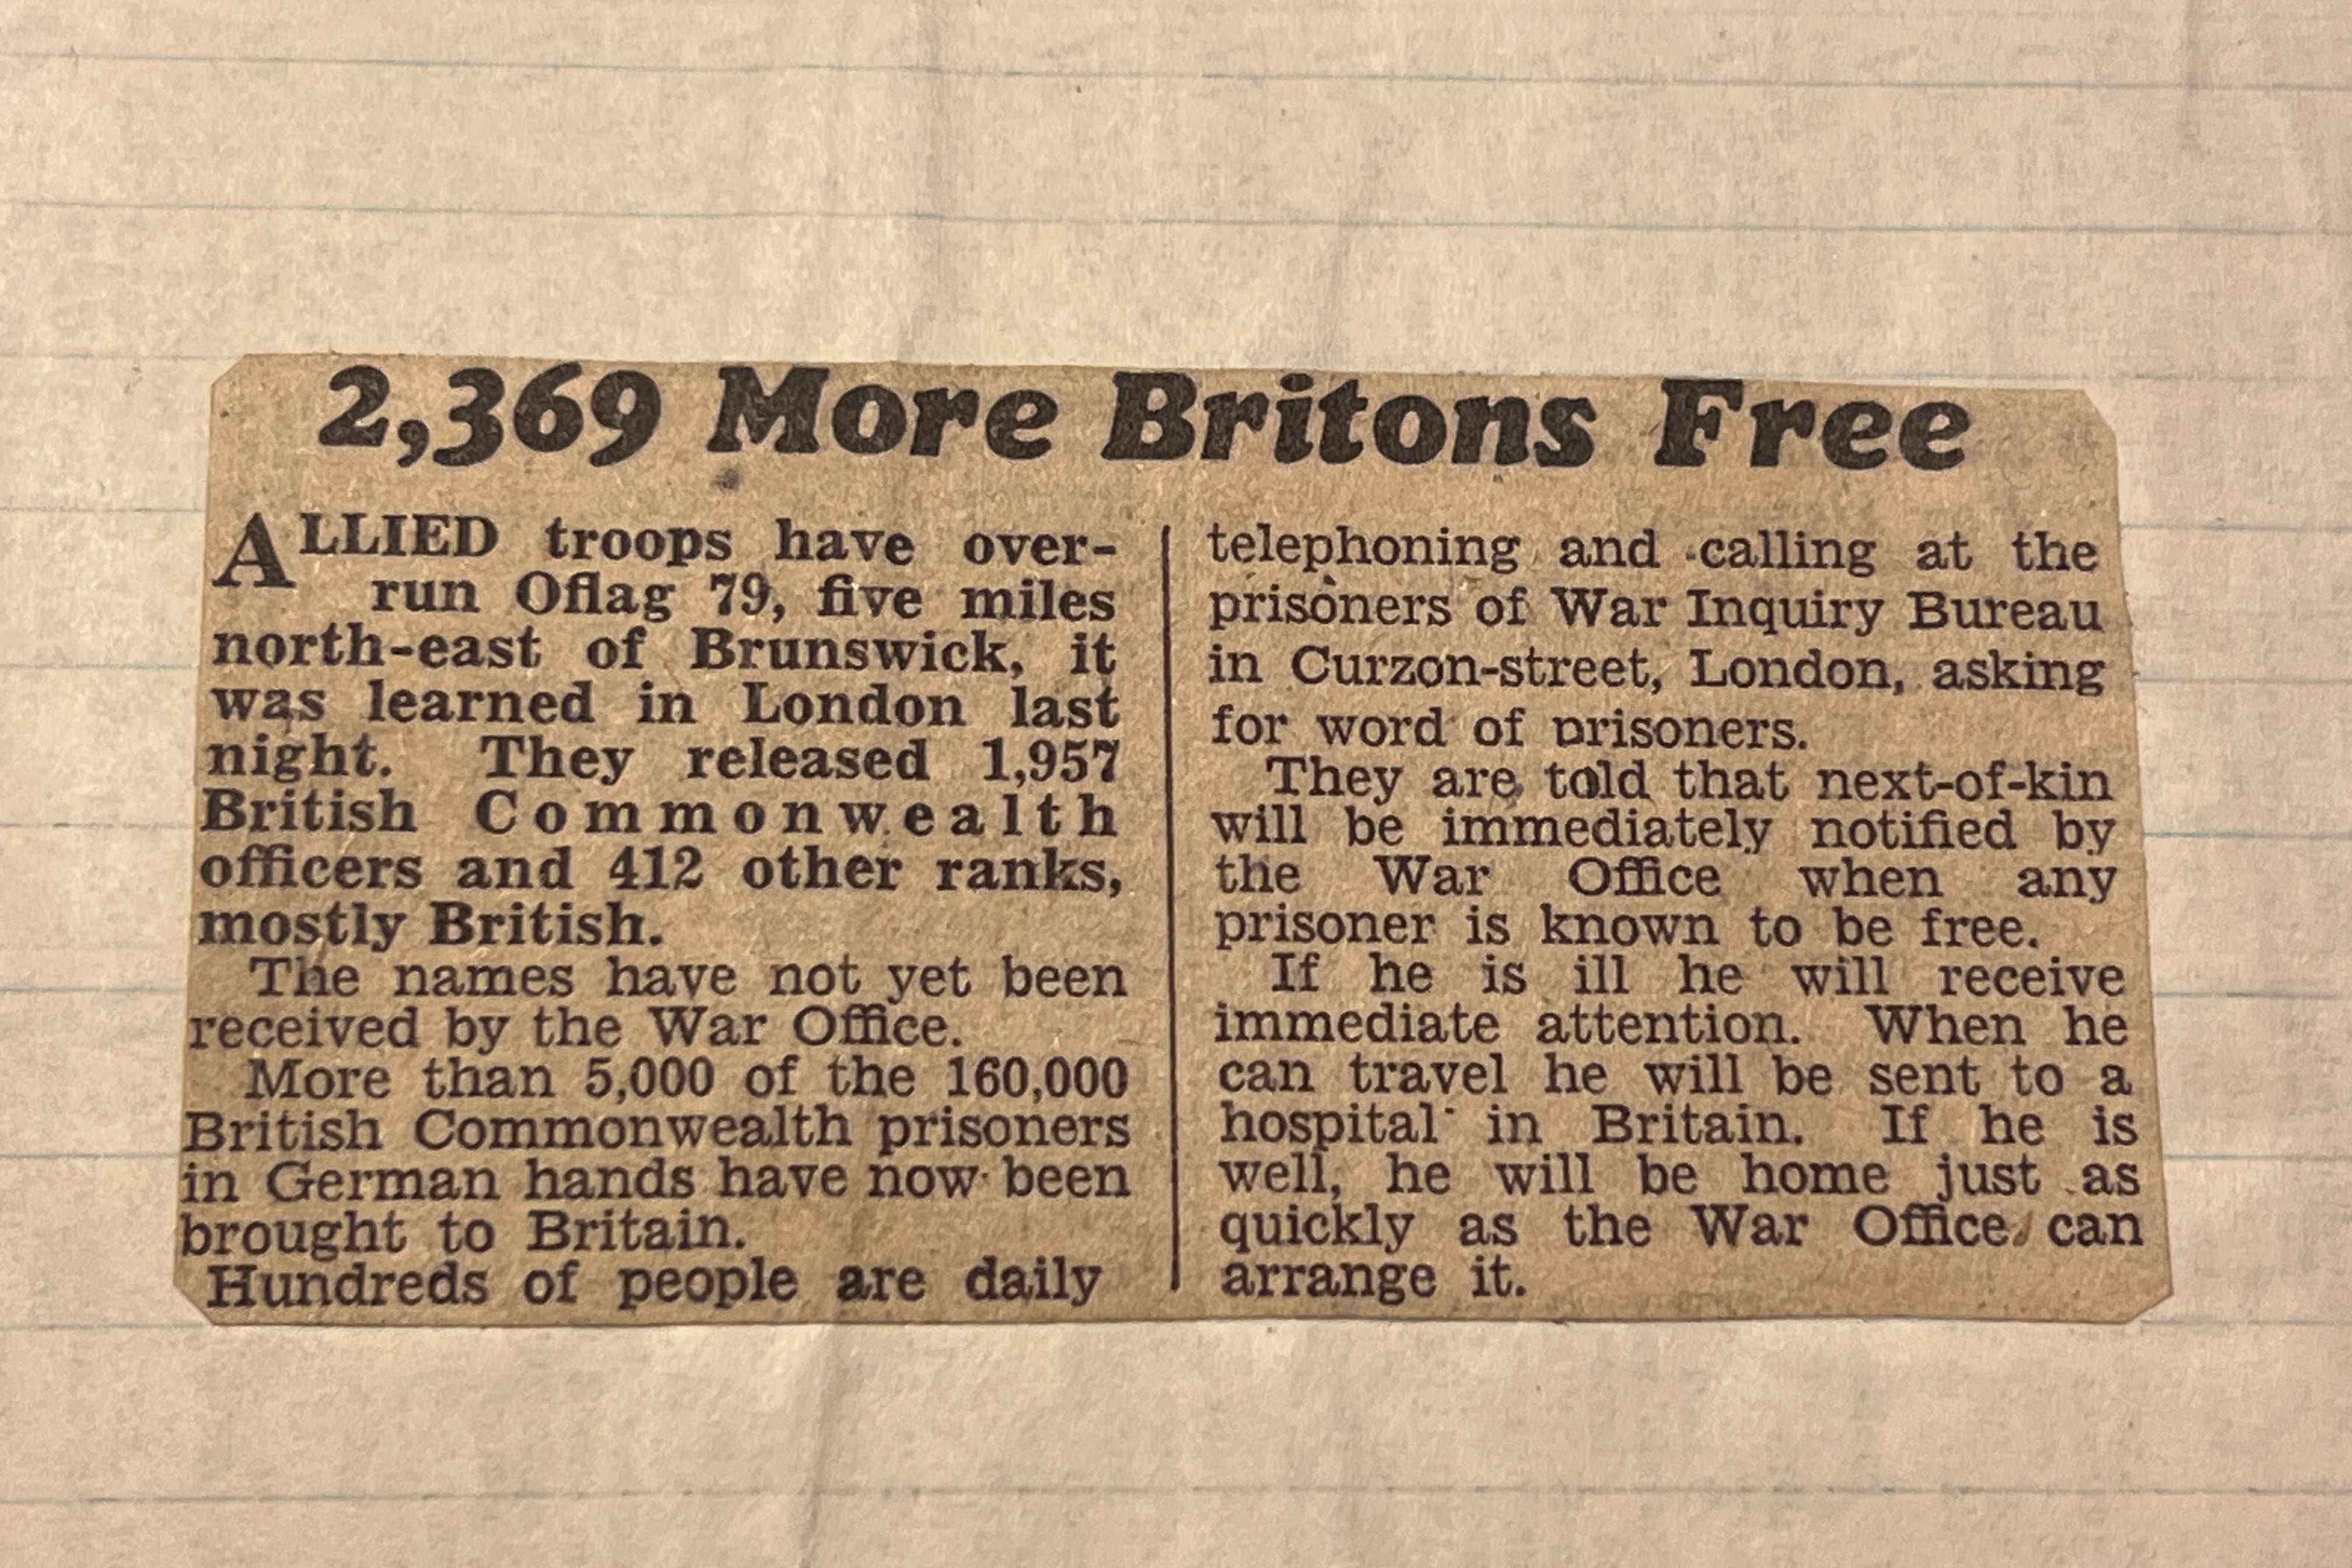 2,369 More Britons Free
ALLIED troops have over-
run Oflag 79, five miles
north-east of Brunswick, it
was learned in London last
night. They released 1,957
British Commonwealth
officers and 412 other ranks,
mostly British.
The names have not yet been
received by the War Office.
More than 5,000 of the 160,000
British Commonwealth prisoners
in German hands have now been
brought to Britain.
Hundreds of people are daily
telephoning and calling at the
prisoners of War Inquiry Bureau
in Curzon-street, London, asking
for word of prisoners.
They are told that next-of-kin
will be immediately notified by
the War Office when any
prisoner is known to be free.
If he is ill he will receive
immediate attention. When he
can travel he will be sent to a
hospital in Britain. If he is
well, he will be home just as
quickly as the War Office can
arrange it.